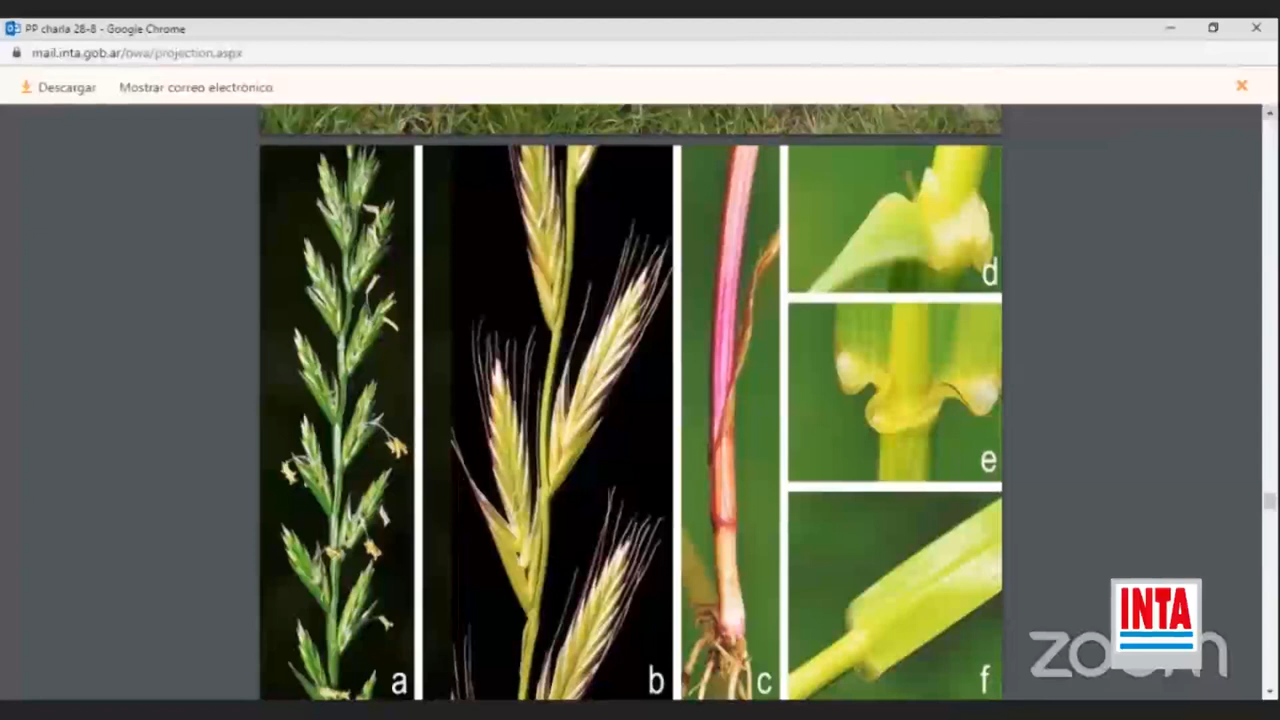 PP charla 28-8 - Google Chrome
mail.inta.gob.ar/owa/projection.aspx
Descargar Mostrar correo electrónico
d
e
a b c f
INTA
zoom